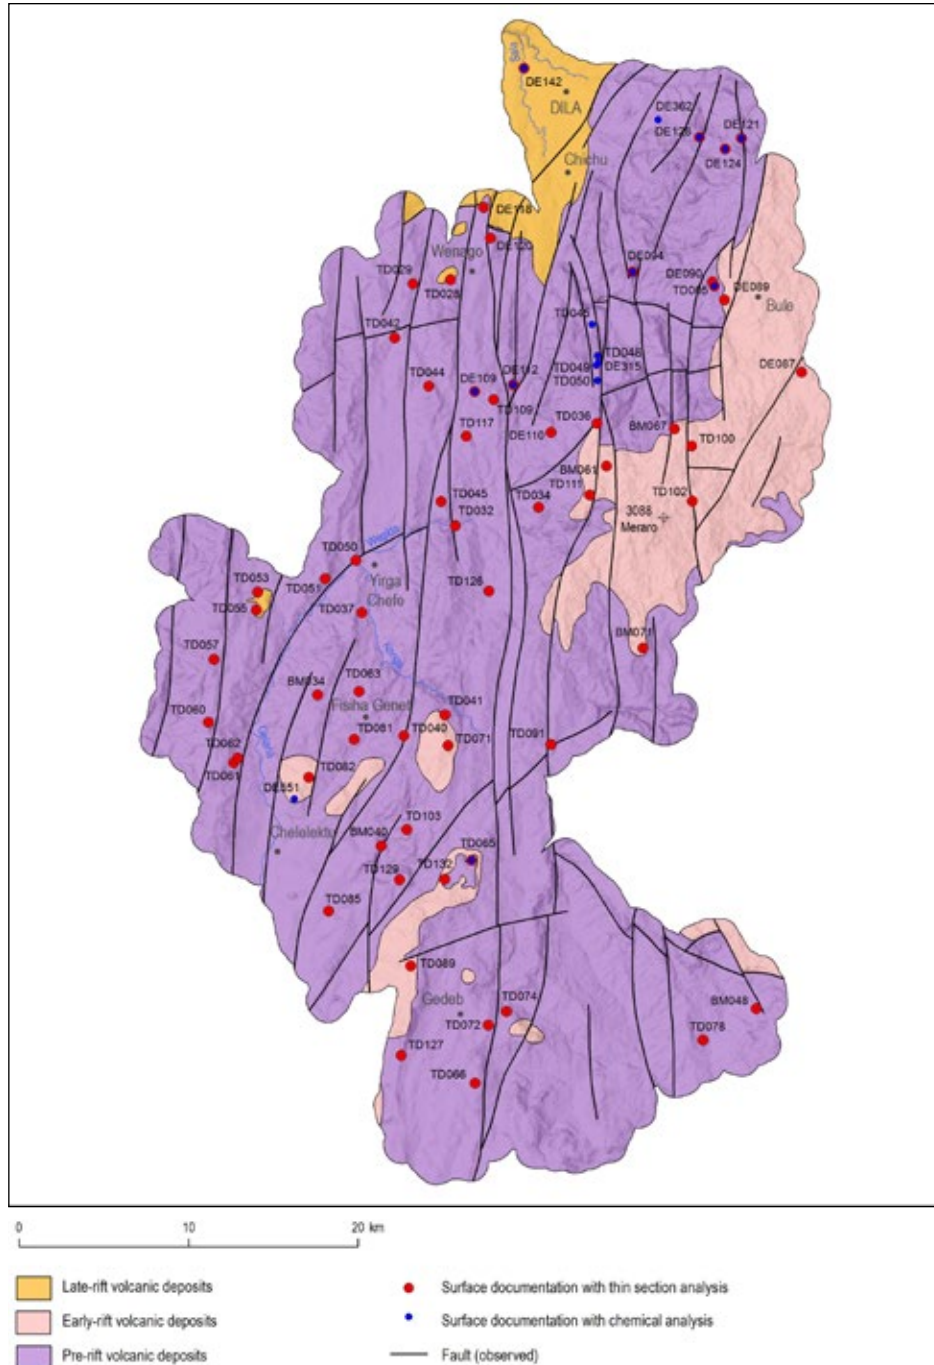 Sala
DE142
DILA
DE362
DE126
DE121
DE124
Chichu
DE118
DE120
Wenago
DE094
TD029
TD028
DE090
TD085
DE089
Bule
TD042
TD045
TD048
TD049
DE315
TD050
DE087
TD044
DE109
DE112
TD109
TD117
DE110
TD036
BM067
TD100
BM061
TD111
TD045
TD034
TD102
3088
Meraro
TD032
TD050
Yirga
Chefe
TD053
TD051
TD055
TD037
TD126
TD057
BM071
BM034
TD063
Fisiha Genet
TD041
TD060
TD081
TD040
TD071
TD091
TD062
TD061
TD082
DE551
Chelelektu
TD103
BM040
TD065
TD129
TD132
TD085
TD089
Gedeb
TD074
TD072
BM048
TD078
TD127
TD066
0 10 20 km
Late-rift volcanic deposits
Surface documentation with thin section analysis
Early-rift volcanic deposits
Surface documentation with chemical analysis
Pre-rift volcanic deposits
Fault (observed)